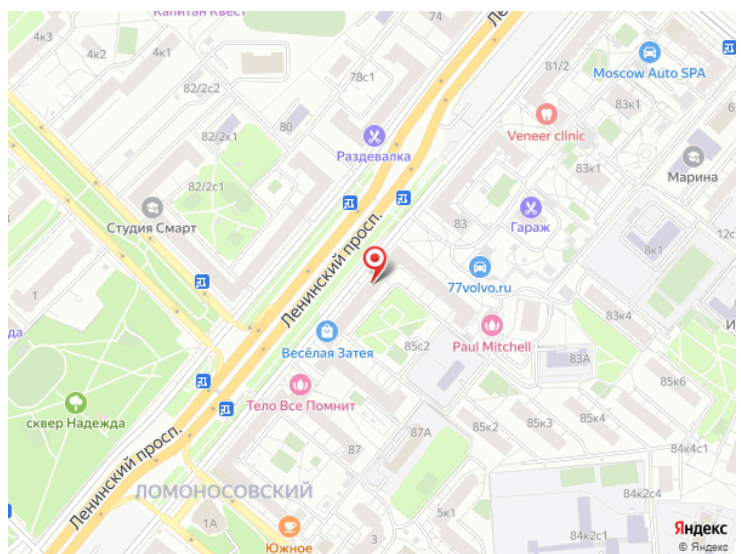 Капитан Квест
74
4к3
4к2
4к1
78с1
81/2
Moscow Auto SPA
82/2с2
83к1
82/2к1
80
Раздевалка
Veneer clinic
83к1
Марина
82/2с1
Студия Смарт
83
Гараж
12с
8к1
Ленинский просп.
77volvo.ru
Весёлая Затея
85с2
Paul Mitchell
83к4
83А
85к6
Тело Все Помнит
сквер Надежда
85к2
85к3
85к5
87А
84к4с1
Ленинский просп.
87
ЛОМОНОСОВСКИЙ
84к2с4
5к1
1А
3
Южное
84к2с1
Яндекс
© Яндекс